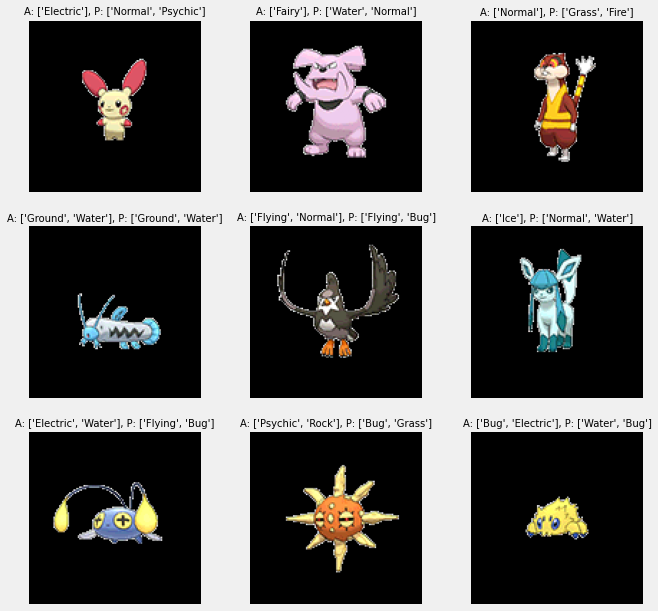 A: ['Electric'], P: ['Normal', 'Psychic']
A: ['Fairy'], P: ['Water', 'Normal']
A: ['Normal'], P: ['Grass', 'Fire']
A: ['Ground', 'Water'], P: ['Ground', 'Water']
A: ['Flying', 'Normal'], P: ['Flying', 'Bug']
A: ['Ice'], P: ['Normal', 'Water']
A: ['Electric', 'Water'], P: ['Flying', 'Bug']
A: ['Psychic', 'Rock'], P: ['Bug', 'Grass']
A: ['Bug', 'Electric'], P: ['Water', 'Bug']